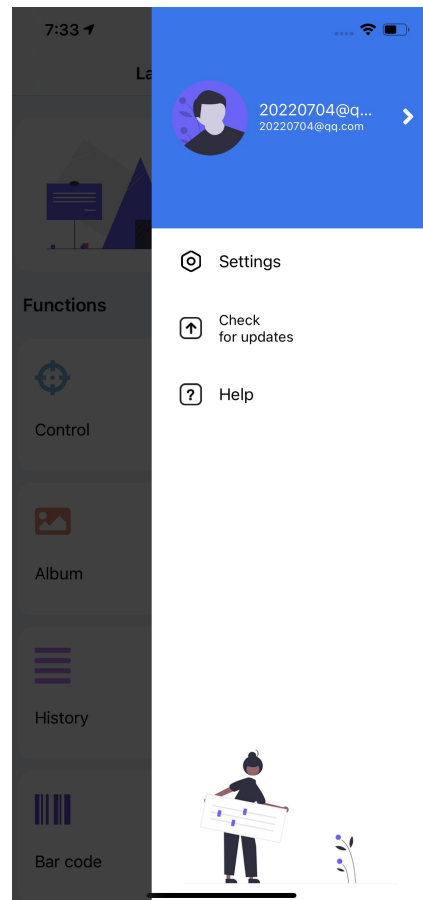 7:33
La
20220704@q...
20220704@qq.com
Settings
Check
for updates
Help
Functions
Control
Album
History
Bar code